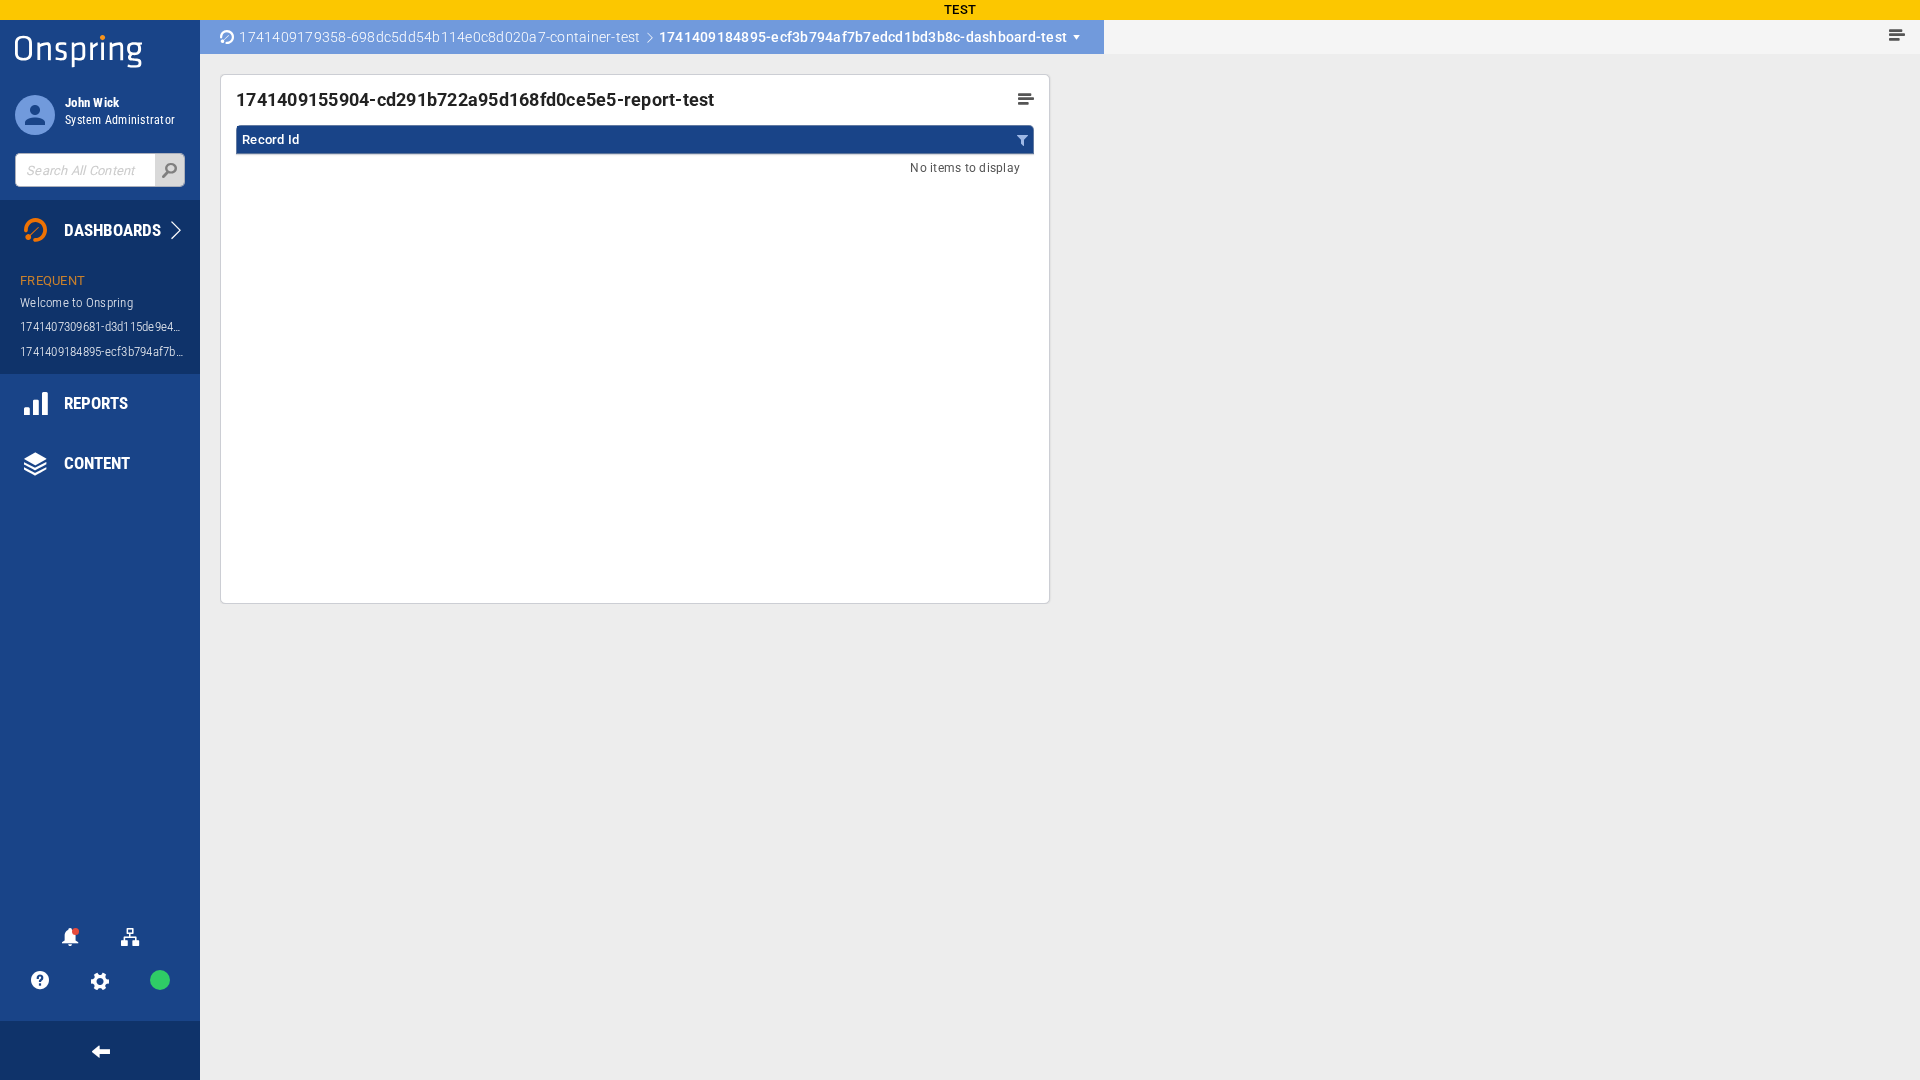 TEST
Onspring
1741409179358-698dc5dd54b114e0c8d020a7-container-test
1741409184895-ecf3b794af7b7edcd1bd3b8c-dashboard-test
John Wick
System Administrator
Search All Content
DASHBOARDS
FREQUENT
Welcome to Onspring
1741407309681-d3d115de9e4...
1741409184895-ecf3b794af7b...
REPORTS
CONTENT
1741409155904-cd291b722a95d168fd0ce5e5-report-test
Record Id
No items to display